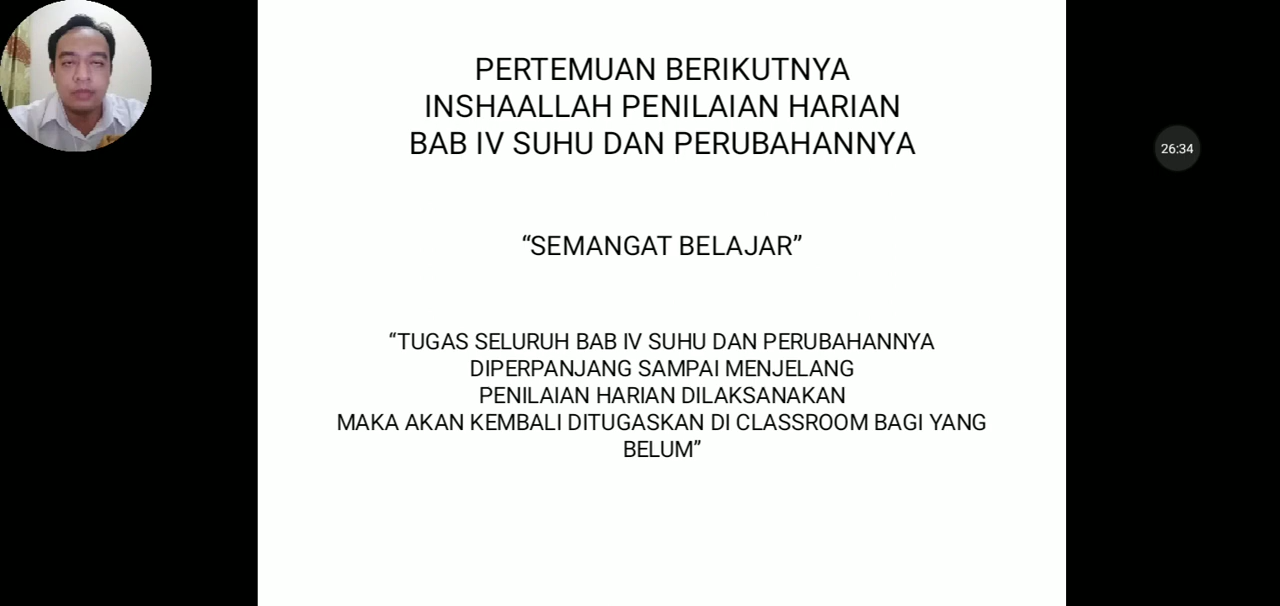 PERTEMUAN BERIKUTNYA
INSHAALLAH PENILAIAN HARIAN
BAB IV SUHU DAN PERUBAHANNYA
“SEMANGAT BELAJAR”
“TUGAS SELURUH BAB IV SUHU DAN PERUBAHANNYA
DIPERPANJANG SAMPAI MENJELANG
PENILAIAN HARIAN DILAKSANAKAN
MAKA AKAN KEMBALI DITUGASKAN DI CLASSROOM BAGI YANG
BELUM”
26:34